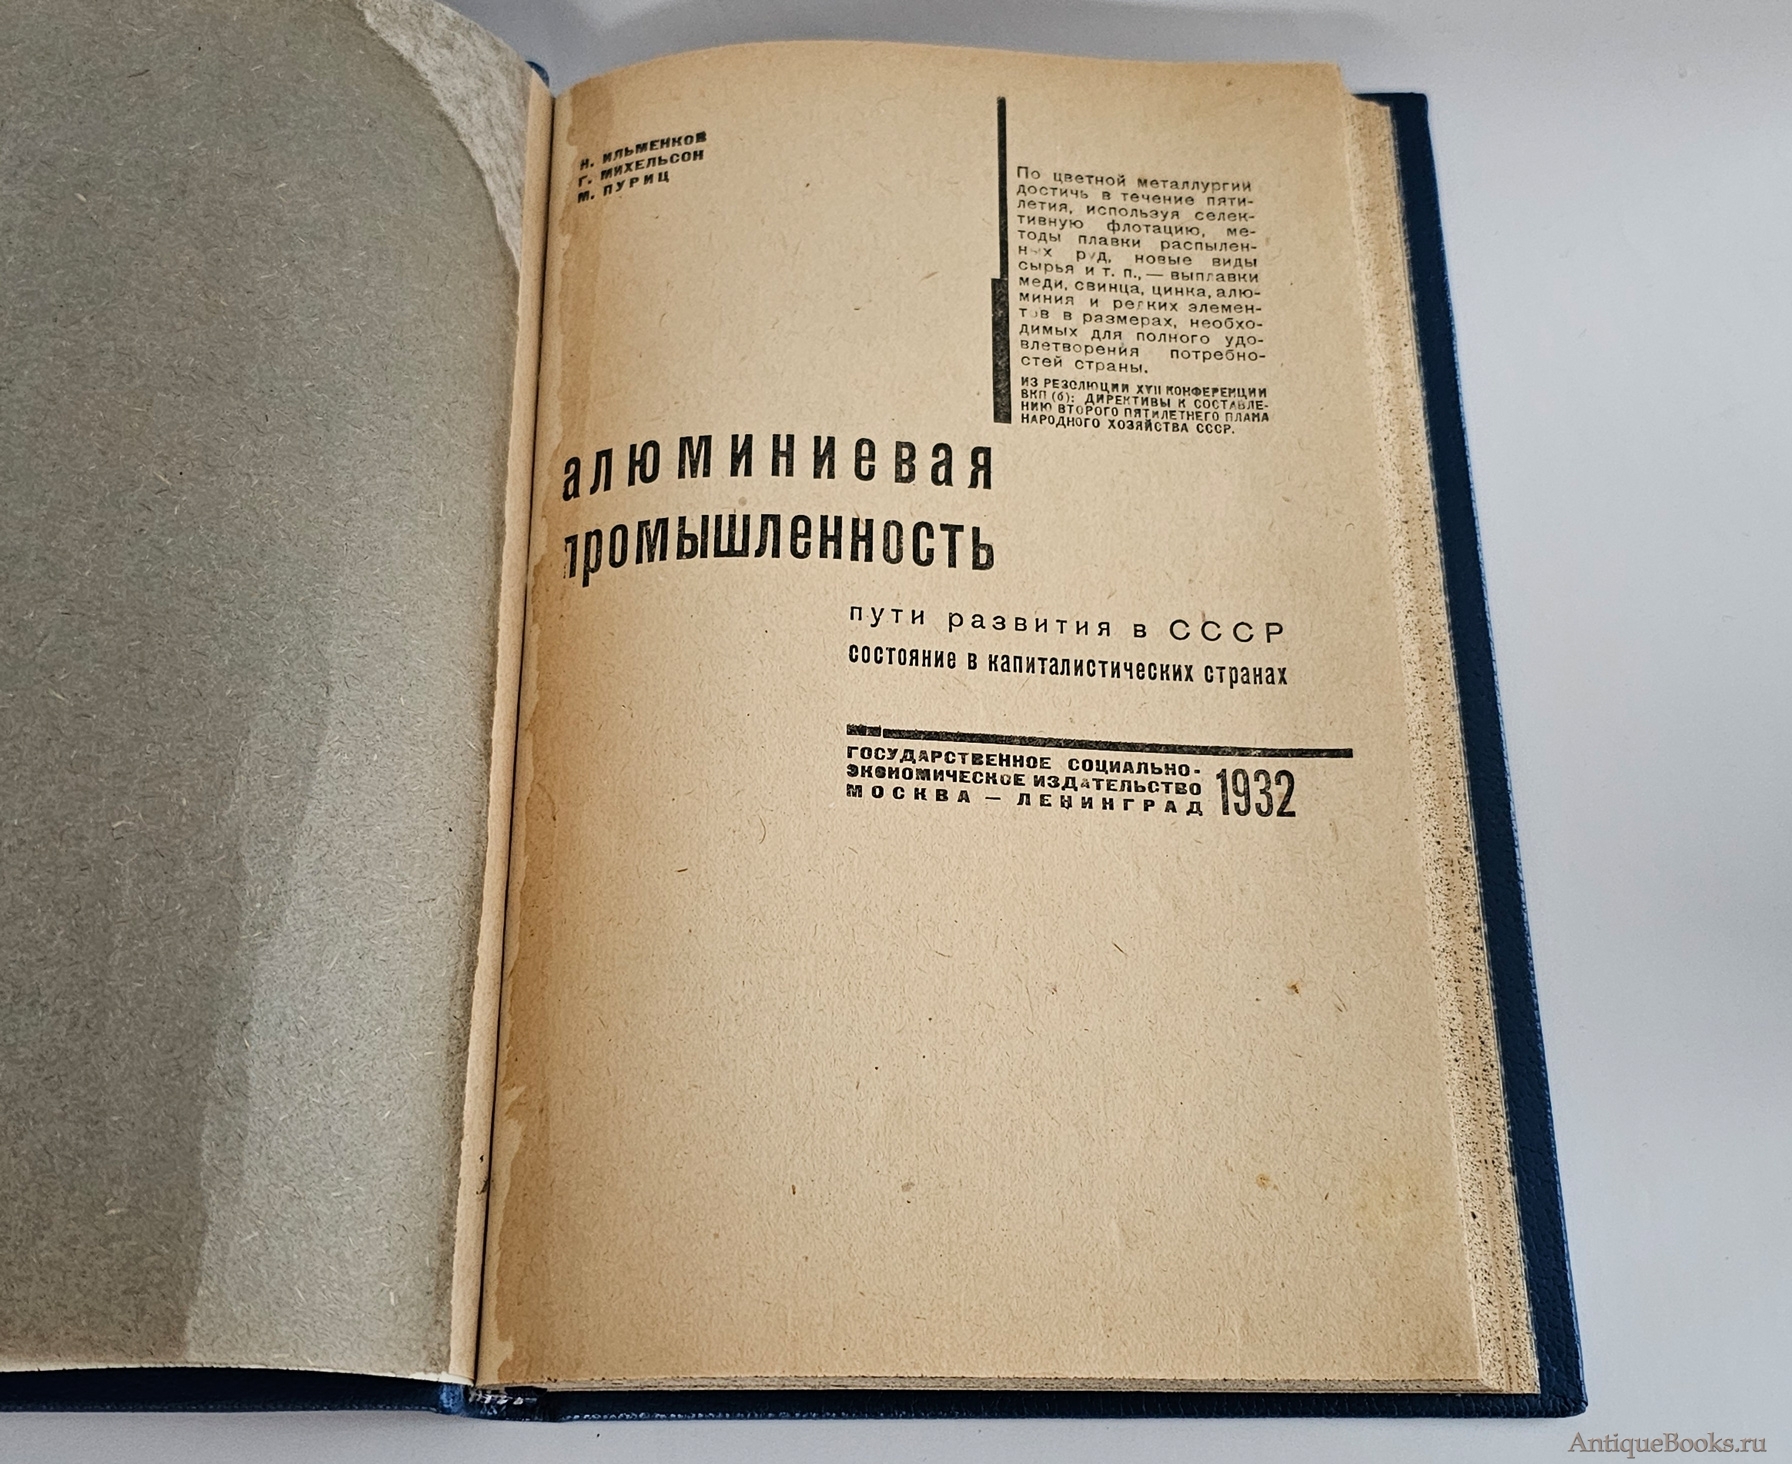 Н. ИЛЬМЕНКОВ
Г. МИХЕЛЬСОН
М. ПУРИЦ
По цветной металлургии
достичь в течение пяти-
летия, используя селек-
тивную флотацию, ме-
тоды плавки распылен-
ных руд, новые виды
сырья и т. п., — выплавки
меди, свинца, цинка, алю-
миния и редких элемен-
тов в размерах, необхо-
димых для полного удо-
влетворения потребно-
стей страны.
ИЗ РЕЗОЛЮЦИИ XVII КОНФЕРЕНЦИИ
ВКП (б): ДИРЕКТИВЫ К СОСТАВЛЕ-
НИЮ ВТОРОГО ПЯТИЛЕТНЕГО ПЛАНА
НАРОДНОГО ХОЗЯЙСТВА СССР.
алюминиевая
промышленность
пути развития в СССР
состояние в капиталистических странах
ГОСУДАРСТВЕННОЕ СОЦИАЛЬНО-
ЭКОНОМИЧЕСКОЕ ИЗДАТЕЛЬСТВО
МОСКВА — ЛЕНИНГРАД 1932
AntiqueBooks.ru